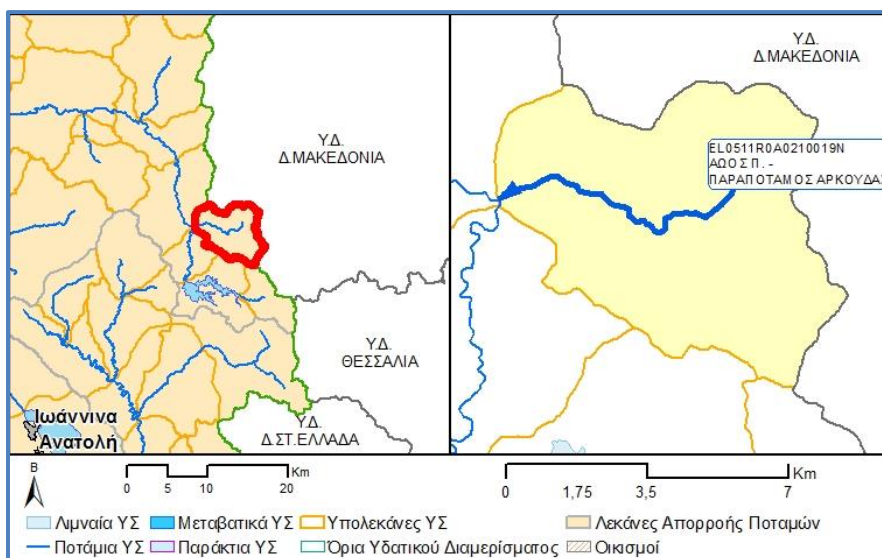 Υ.Δ.
Δ.ΜΑΚΕΔΟΝΙΑ
Υ.Δ.
ΘΕΣΣΑΛΙΑ
Υ.Δ.
Δ.ΣΤ.ΕΛΛΑΔΑ
Ιωάννινα
Ανατολή
Υ.Δ.
Δ.ΜΑΚΕΔΟΝΙΑ
EL0511R0A0210019N
ΑΩΟΣ Π. -
ΠΑΡΑΠΟΤΑΜΟΣ ΑΡΚΟΥΔΑΣ
Β
Km
0 5 10 20
Km
0 1,75 3,5 7
Λιμναία ΥΣ Μεταβατικά ΥΣ Υπολεκάνες ΥΣ Λεκάνες Απορροής Ποταμών
Ποτάμια ΥΣ Παράκτια ΥΣ Όρια Υδατικού Διαμερίσματος Οικισμοί